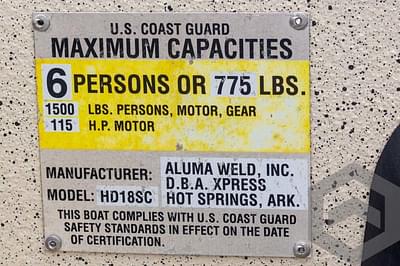 U.S. COAST GUARD
MAXIMUM CAPACITIES
6 PERSONS OR 775 LBS.
1500 LBS. PERSONS, MOTOR, GEAR
115 H.P. MOTOR
MANUFACTURER: ALUMA WELD, INC.
D.B.A. XPRESS
MODEL: HD18SC HOT SPRINGS, ARK.
THIS BOAT COMPLIES WITH U.S. COAST GUARD
SAFETY STANDARDS IN EFFECT ON THE DATE
OF CERTIFICATION.